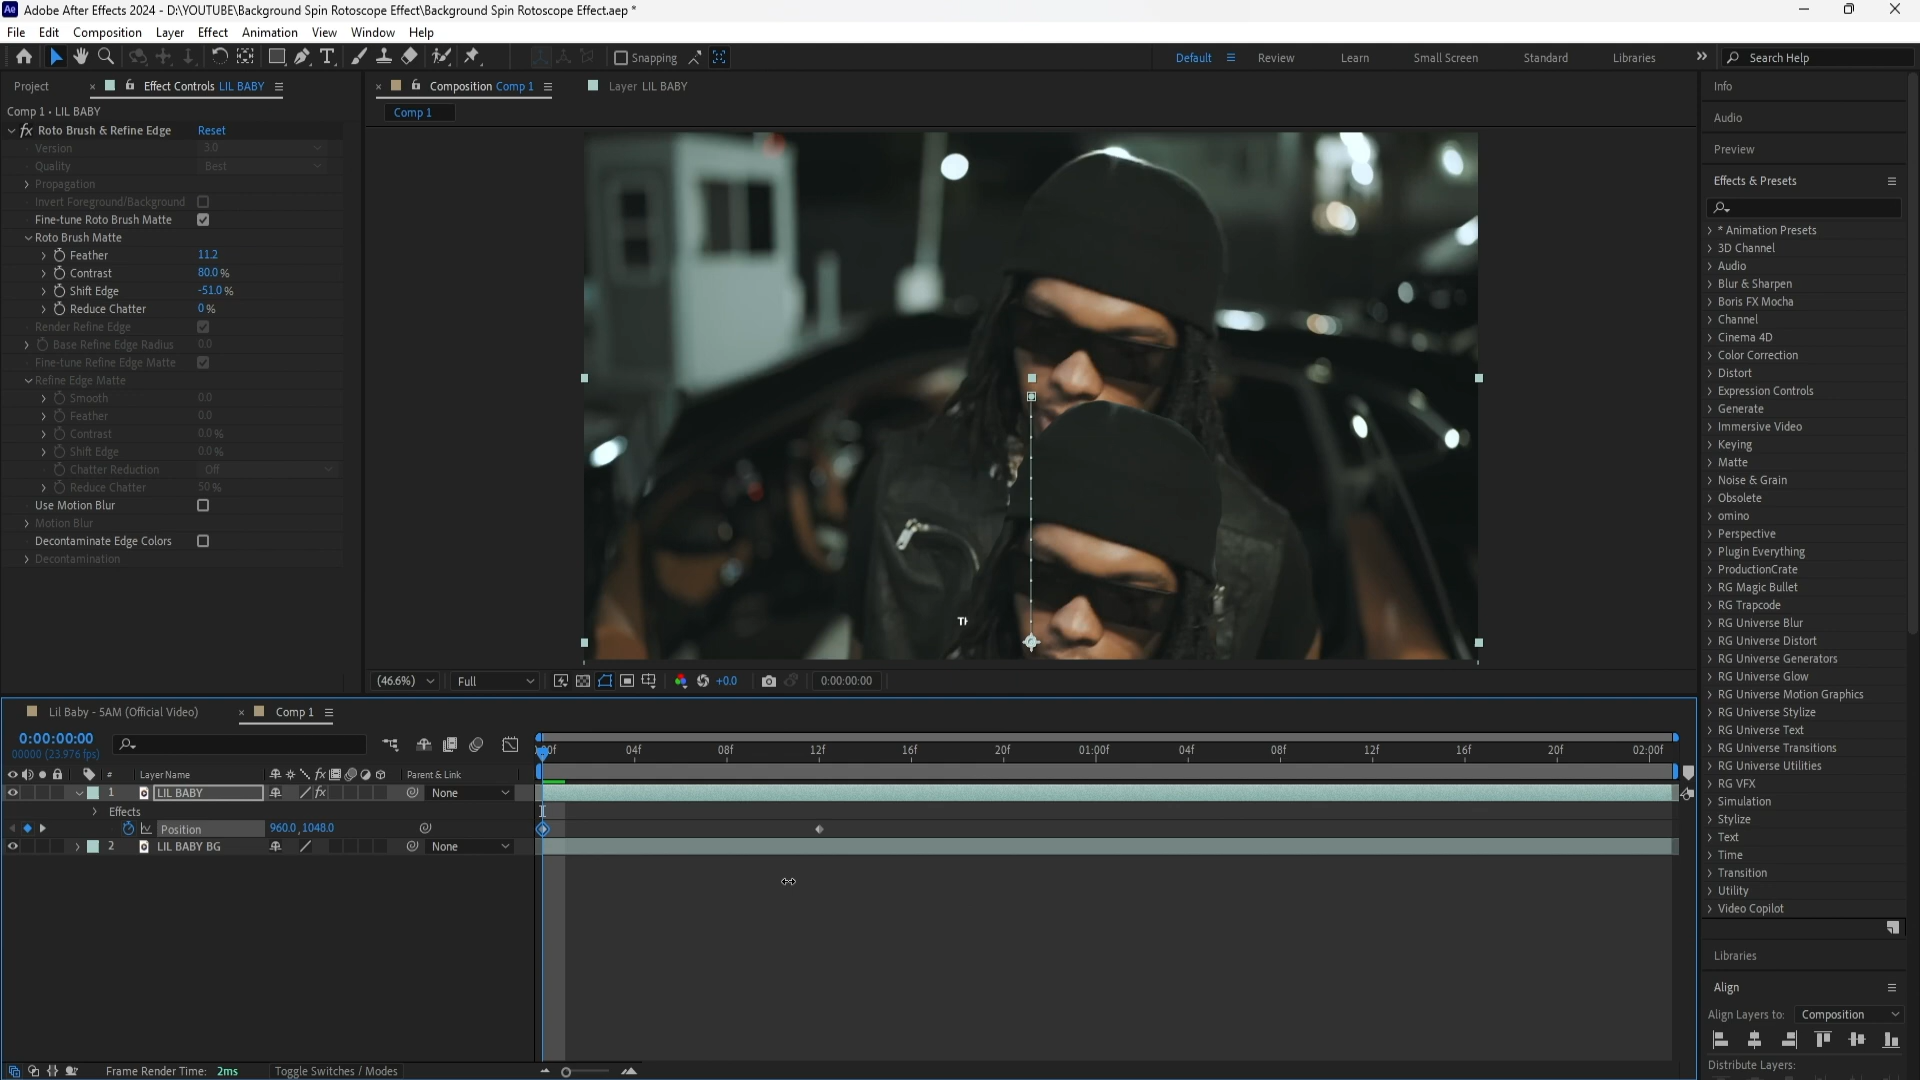 Adobe After Effects 2024 - D:\YOUTUBE\Background Spin Rotoscope Effect\Background Spin Rotoscope Effect.aep *
File Edit Composition Layer Effect Animation View Window Help
Snapping
Default Review Learn Small Screen Standard Libraries Search Help
Project
Effect Controls LIL BABY
Comp 1 • LIL BABY
fx Roto Brush & Refine Edge Reset
Version 3.0
Quality Best
Propagation
Invert Foreground/Background
Fine-tune Roto Brush Matte
Roto Brush Matte
Feather 11.2
Contrast 80.0 %
Shift Edge -51.0 %
Reduce Chatter 0 %
Render Refine Edge
Base Refine Edge Radius 0.0
Fine-tune Refine Edge Matte
Refine Edge Matte
Smooth 0.0
Feather 0.0
Contrast 0.0 %
Shift Edge 0.0 %
Chatter Reduction Off
Reduce Chatter 50 %
Use Motion Blur
Motion Blur
Decontaminate Edge Colors
Decontamination
Composition Comp 1
Layer LIL BABY
Comp 1
(46.6%) Full +0.0 0:00:00:00
Info
Audio
Preview
Effects & Presets
* Animation Presets
3D Channel
Audio
Blur & Sharpen
Boris FX Mocha
Channel
Cinema 4D
Color Correction
Distort
Expression Controls
Generate
Immersive Video
Keying
Matte
Noise & Grain
Obsolete
omino
Perspective
Plugin Everything
ProductionCrate
RG Magic Bullet
RG Trapcode
RG Universe Blur
RG Universe Distort
RG Universe Generators
RG Universe Glow
RG Universe Motion Graphics
RG Universe Stylize
RG Universe Text
RG Universe Transitions
RG Universe Utilities
RG VFX
Simulation
Stylize
Text
Time
Transition
Utility
Video Copilot
Libraries
Align
Align Layers to: Composition
Distribute Layers:
Lil Baby - 5AM (Official Video)
Comp 1
0:00:00:00
00000 (23.976 fps)
# Layer Name Parent & Link
:00f 04f 08f 12f 16f 20f 01:00f 04f 08f 12f 16f 20f 02:00f
1 LIL BABY fx None
Effects
Position 960.0, 1048.0
2 LIL BABY BG None
Frame Render Time: 2ms Toggle Switches / Modes